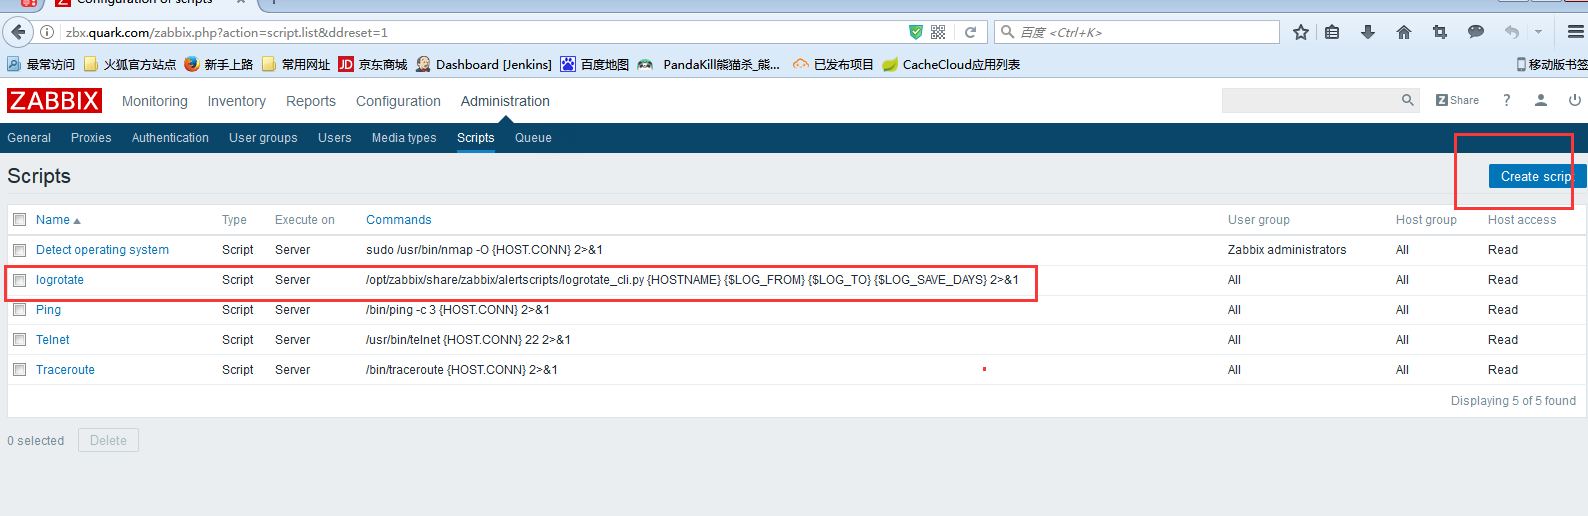 Configuration of scripts
zbx.quark.com/zabbix.php?action=script.list&ddreset=1
百度 <Ctrl+K>
最常访问 火狐官方站点 新手上路 常用网址 JD 京东商城 Dashboard [Jenkins] 百度地图 PandaKill熊猫杀_熊... 已发布项目 CacheCloud应用列表 移动版书签
ZABBIX Monitoring Inventory Reports Configuration Administration Z Share ?
General Proxies Authentication User groups Users Media types Scripts Queue
Scripts Create script
Name Type Execute on Commands User group Host group Host access
Detect operating system Script Server sudo /usr/bin/nmap -O {HOST.CONN} 2>&1 Zabbix administrators All Read
logrotate Script Server /opt/zabbix/share/zabbix/alertscripts/logrotate_cli.py {HOSTNAME} {$LOG_FROM} {$LOG_TO} {$LOG_SAVE_DAYS} 2>&1 All All Read
Ping Script Server /bin/ping -c 3 {HOST.CONN} 2>&1 All All Read
Telnet Script Server /usr/bin/telnet {HOST.CONN} 22 2>&1 All All Read
Traceroute Script Server /bin/traceroute {HOST.CONN} 2>&1 All All Read
Displaying 5 of 5 found
0 selected Delete